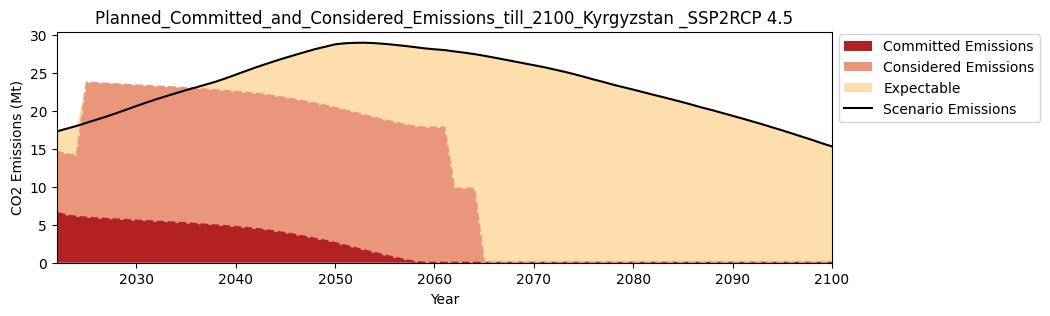 Planned_Committed_and_Considered_Emissions_till_2100_Kyrgyzstan _SSP2RCP 4.5
30
25
20
15
10
5
0
CO2 Emissions (Mt)
2030 2040 2050 2060 2070 2080 2090 2100
Year
Committed Emissions
Considered Emissions
Expectable
Scenario Emissions